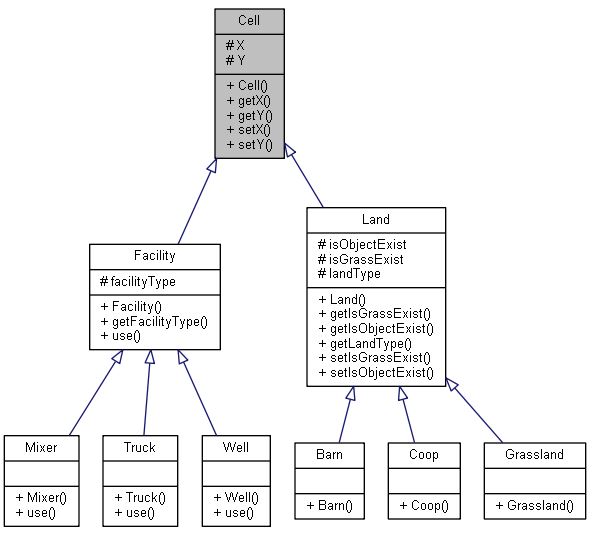 Cell
# X
# Y
+ Cell()
+ getX()
+ getY()
+ setX()
+ setY()
Facility
# facilityType
+ Facility()
+ getFacilityType()
+ use()
Land
# isObjectExist
# isGrassExist
# landType
+ Land()
+ getIsGrassExist()
+ getIsObjectExist()
+ getLandType()
+ setIsGrassExist()
+ setIsObjectExist()
Mixer
+ Mixer()
+ use()
Truck
+ Truck()
+ use()
Well
+ Well()
+ use()
Barn
+ Barn()
Coop
+ Coop()
Grassland
+ Grassland()